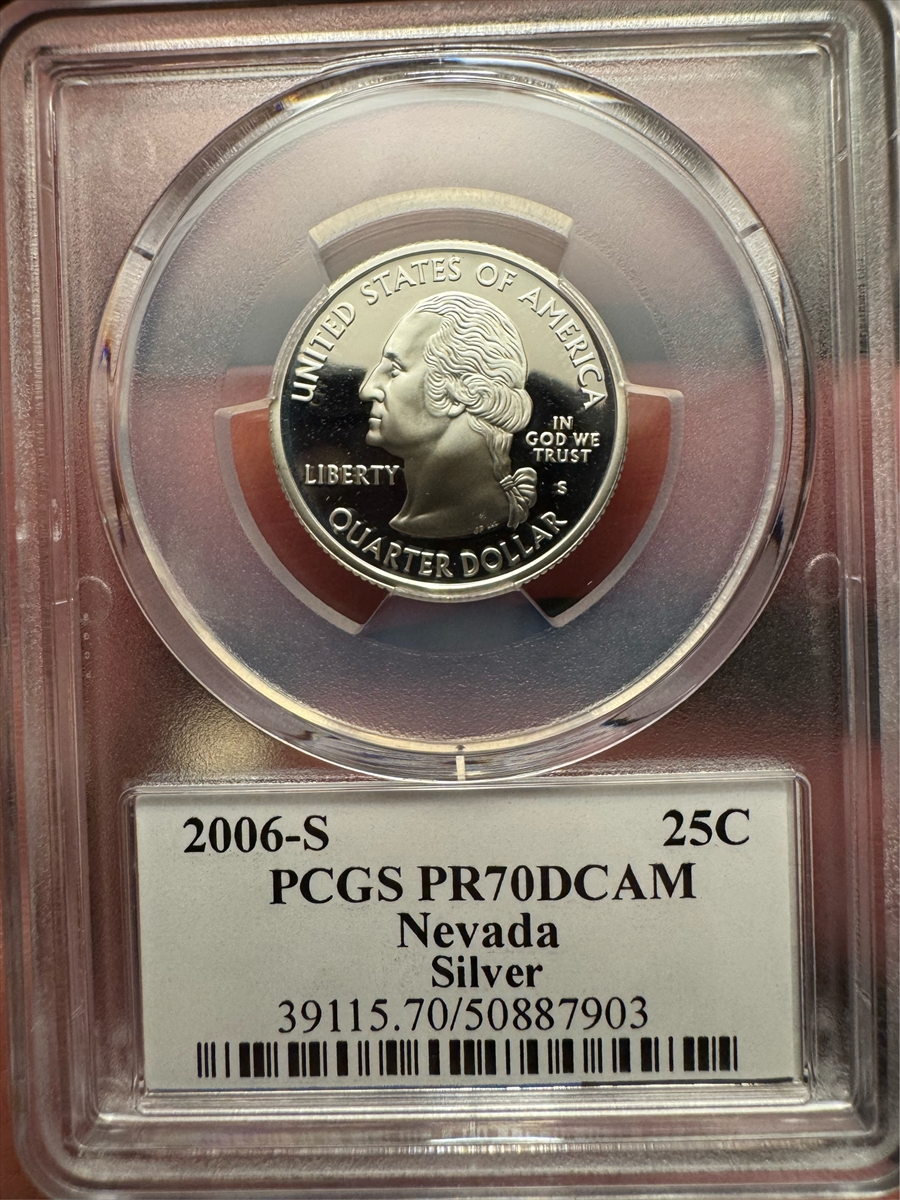 UNITED STATES OF AMERICA
LIBERTY
IN
GOD WE
TRUST
S
QUARTER DOLLAR
2006-S 25C
PCGS PR70DCAM
Nevada
Silver
39115.70/50887903